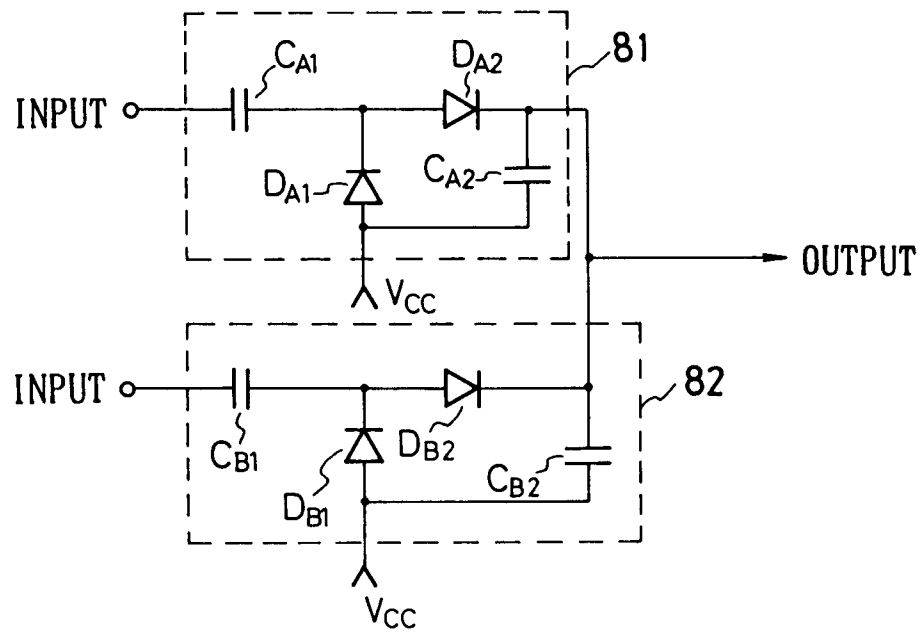 81
CA1
DA2
INPUT
DA1
CA2
OUTPUT
VCC
INPUT
82
CB1
DB2
CB2
DB1
VCC